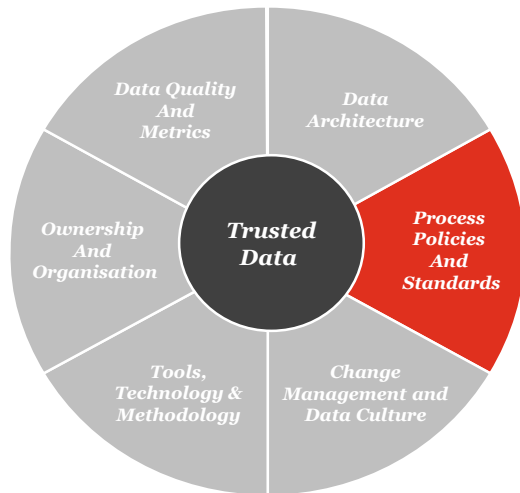 Data Quality
And
Metrics
Data
Architecture
Ownership
And
Organisation
Trusted
Data
Process
Policies
And
Standards
Tools,
Technology &
Methodology
Change
Management and
Data Culture